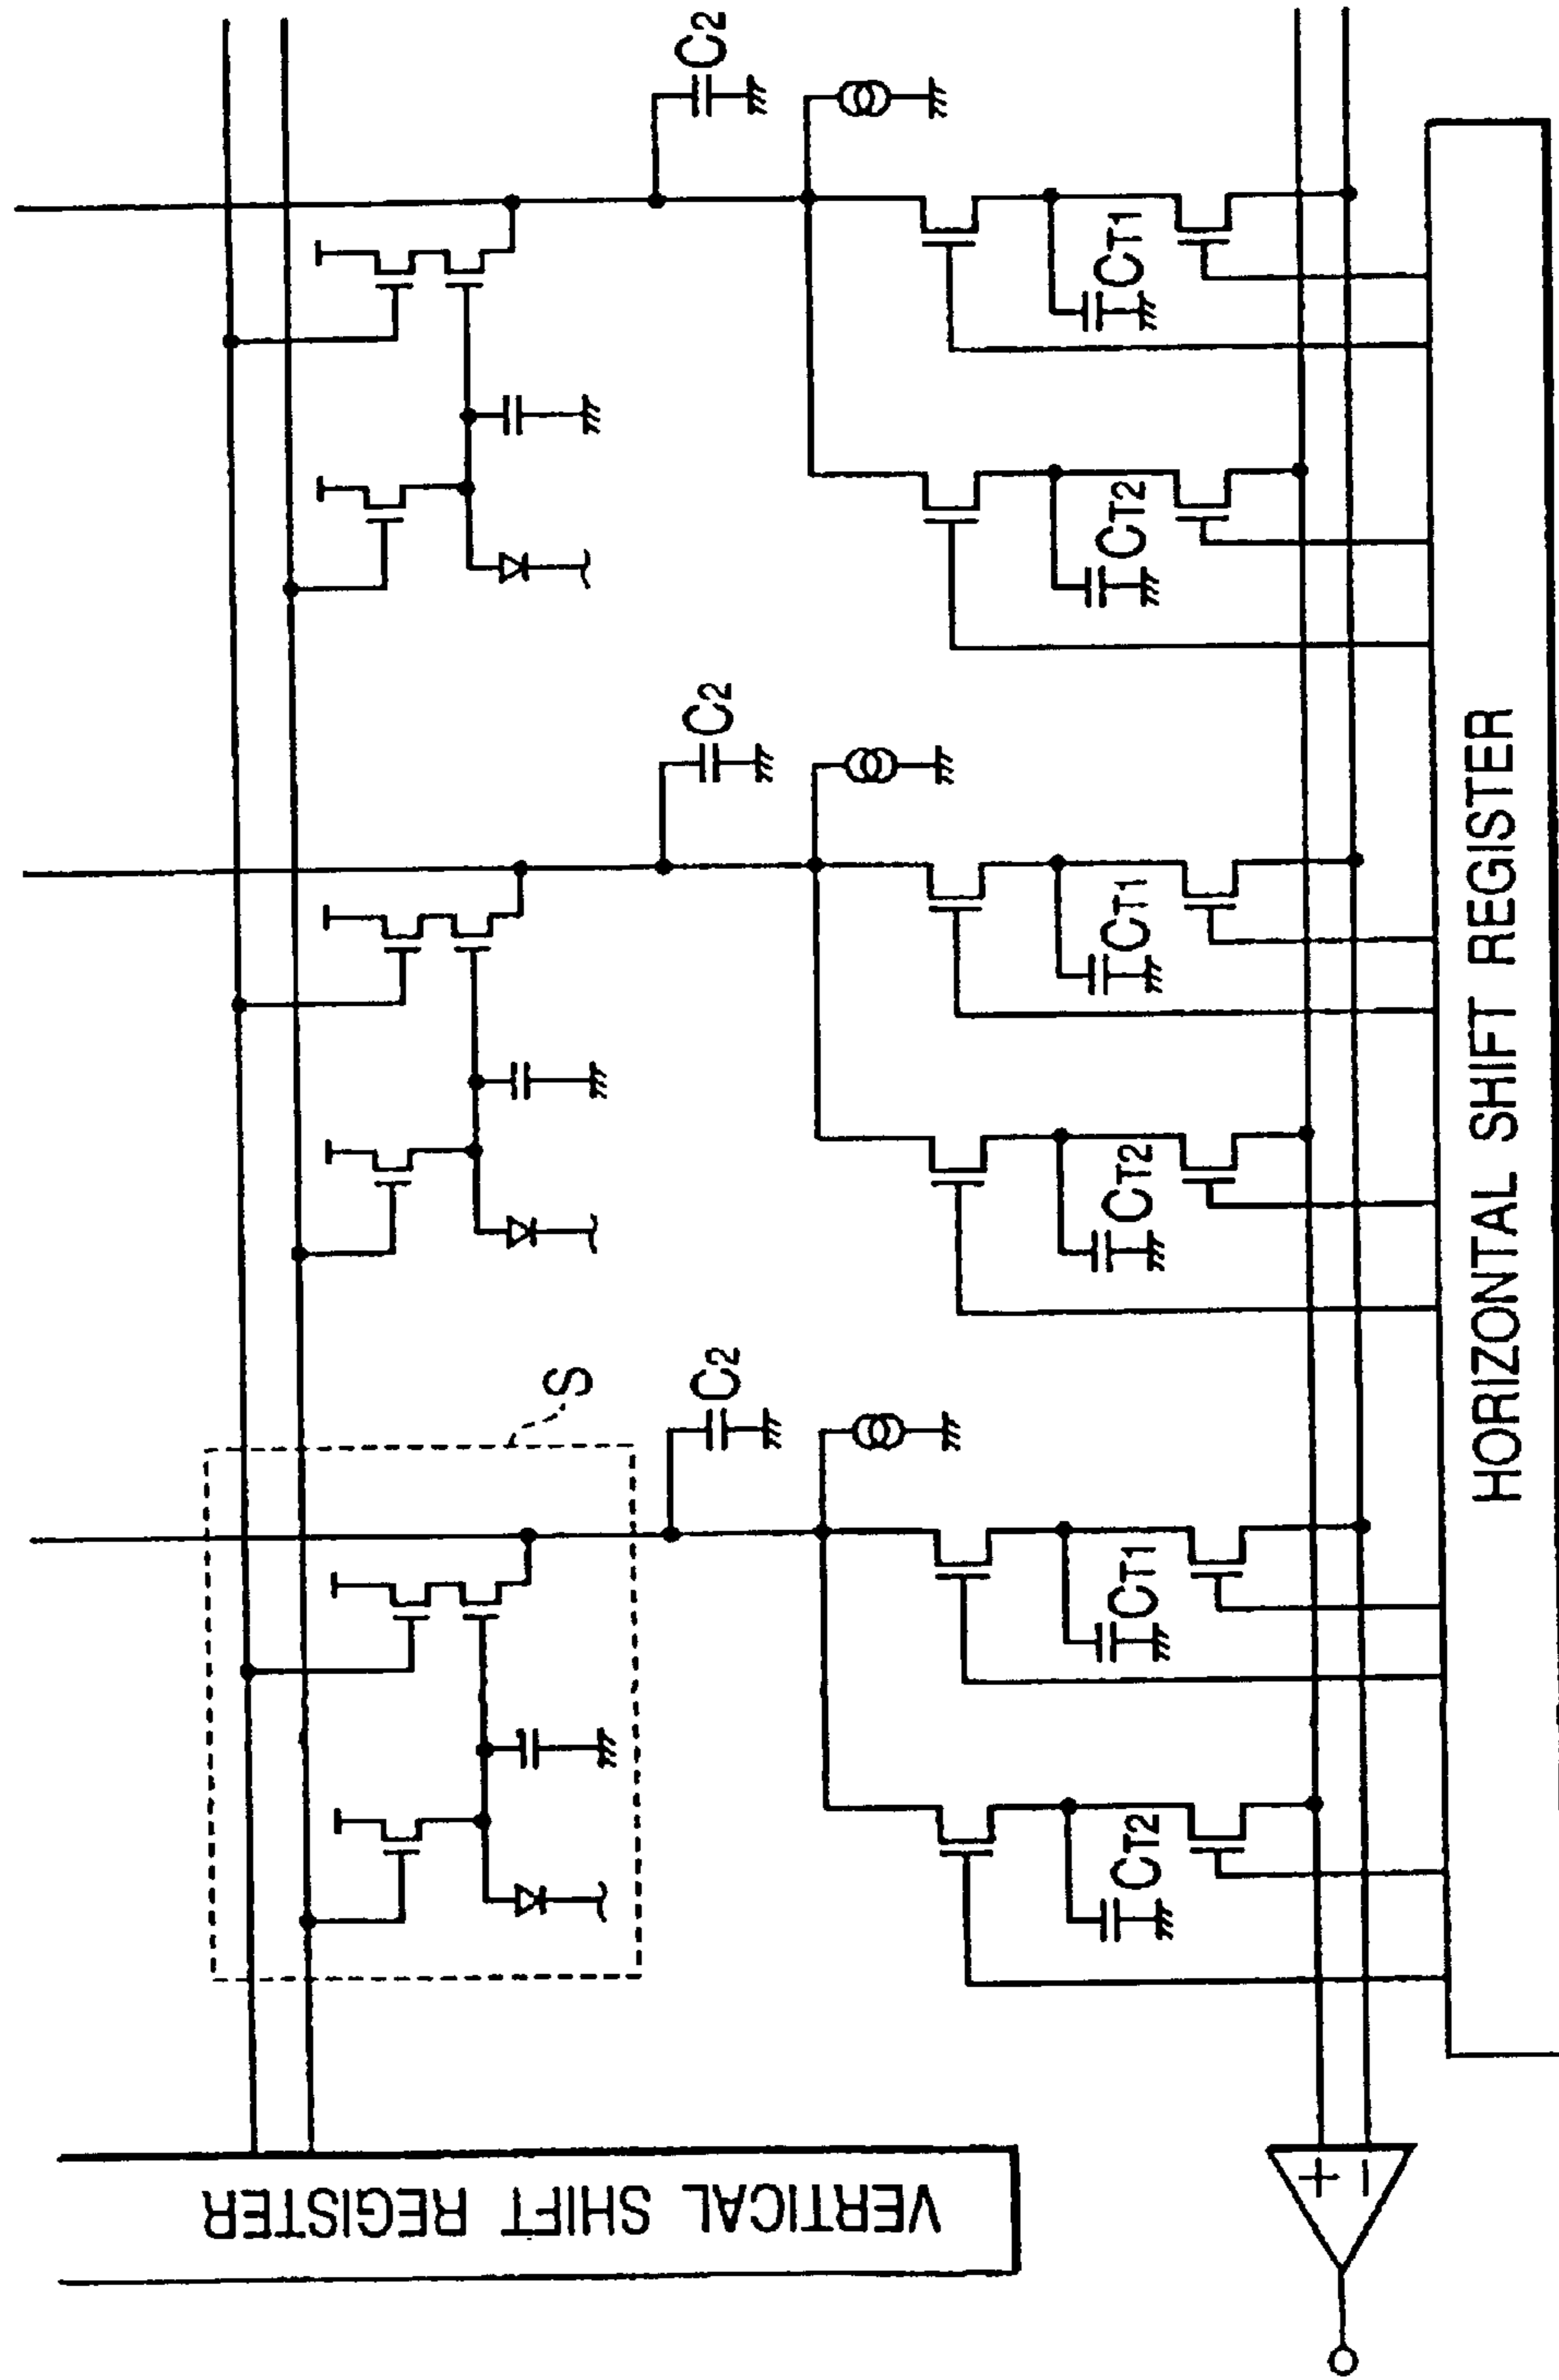 VERTICAL SHIFT REGISTER
S
C2
C2
C2
CT2
CT1
CT2
CT1
CT2
CT1
+
−
HORIZONTAL SHIFT REGISTER